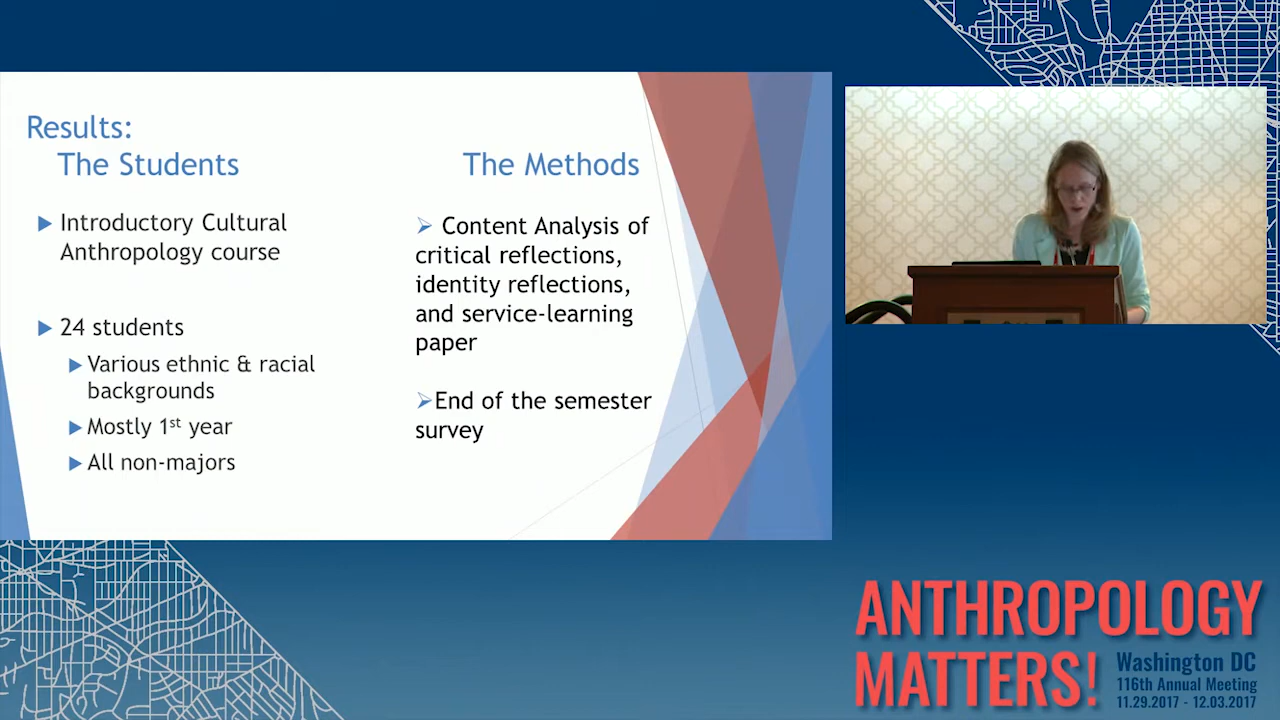 Results:
The Students
Introductory Cultural
Anthropology course
24 students
Various ethnic & racial
backgrounds
Mostly 1st year
All non-majors
The Methods
Content Analysis of
critical reflections,
identity reflections,
and service-learning
paper
End of the semester
survey
ANTHROPOLOGY
MATTERS!
Washington DC
116th Annual Meeting
11.29.2017 - 12.03.2017